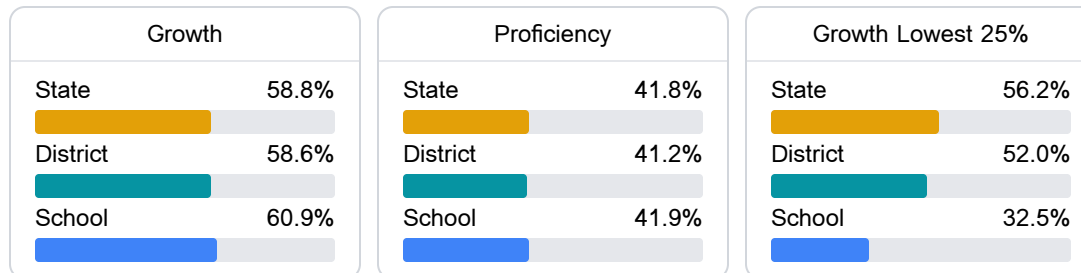 Growth
State 58.8%
District 58.6%
School 60.9%
Proficiency
State 41.8%
District 41.2%
School 41.9%
Growth Lowest 25%
State 56.2%
District 52.0%
School 32.5%